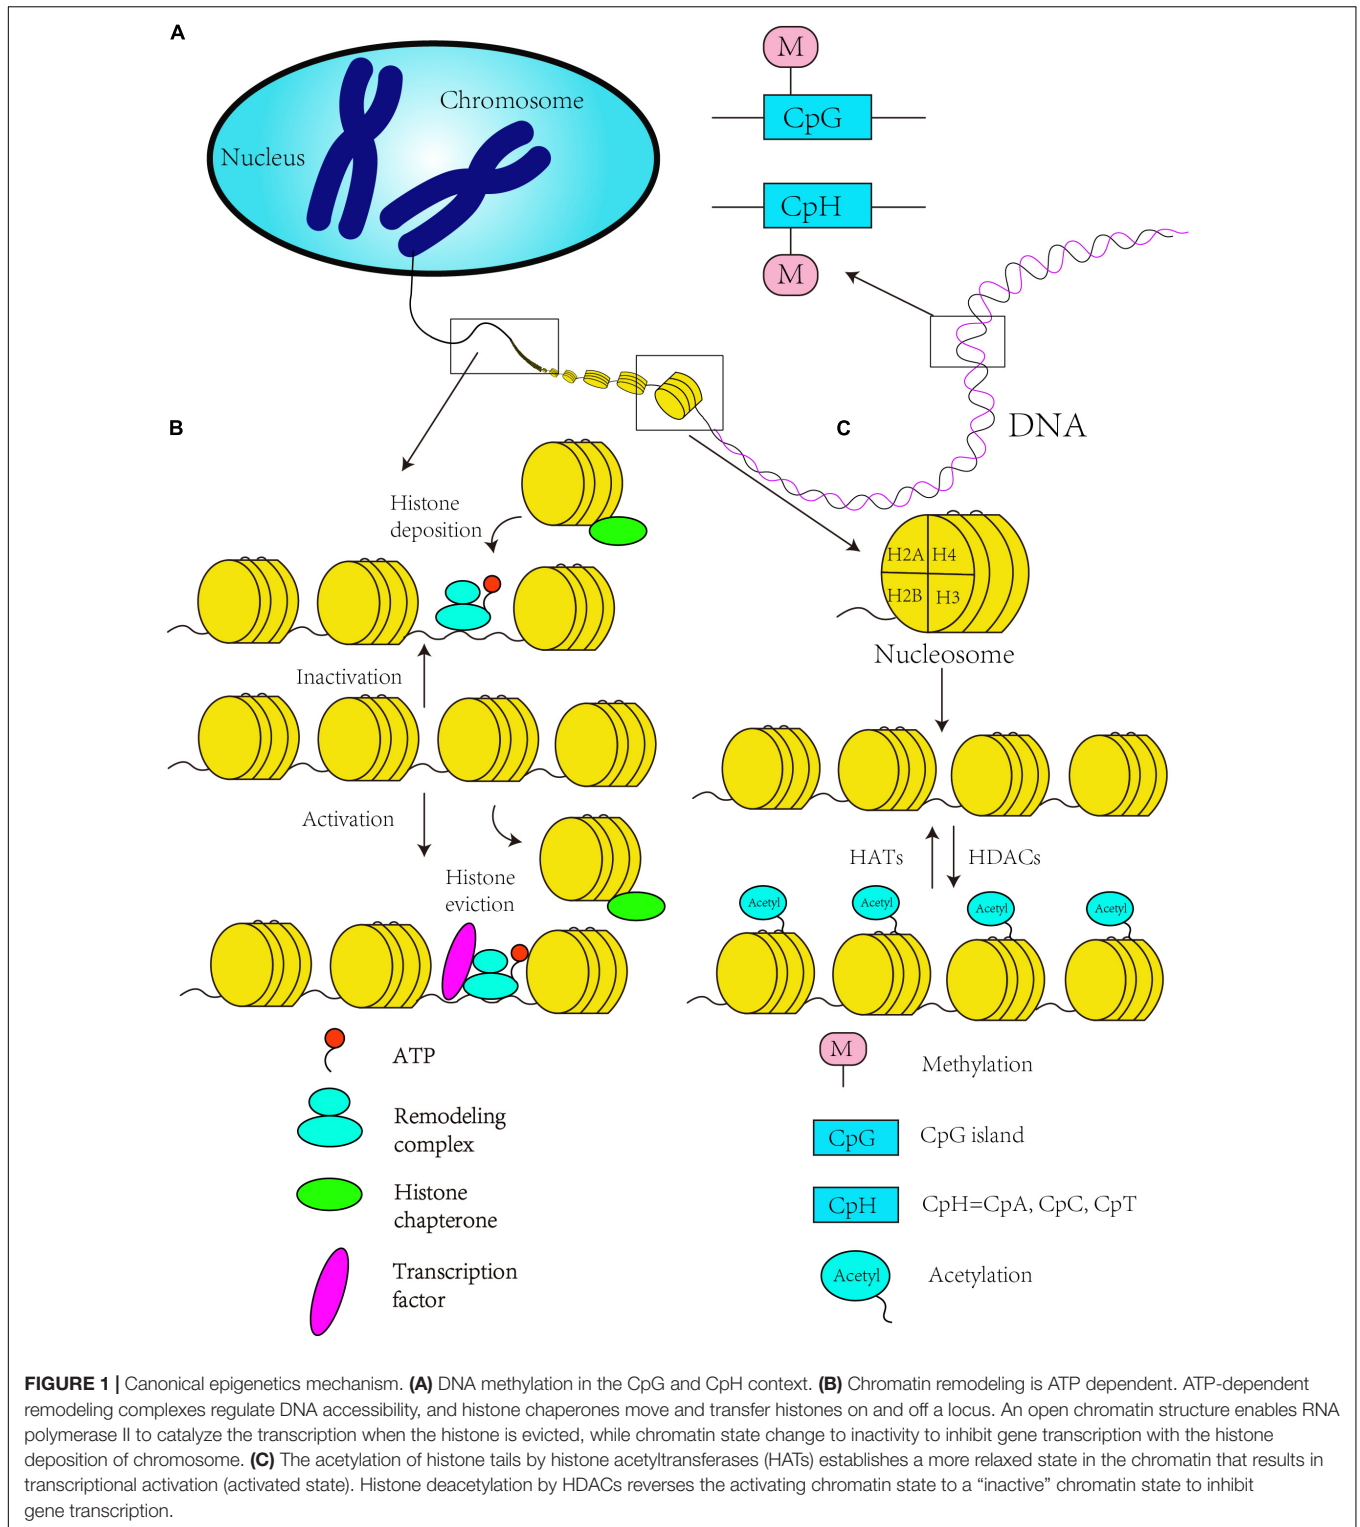 A
Chromosome
Nucleus
M
CpG
CpH
M
DNA
B
Histone
deposition
Inactivation
Activation
Histone
eviction
C
H2A H4
H2B H3
Nucleosome
HATs HDACs
Acetyl Acetyl Acetyl Acetyl
ATP
Remodeling
complex
Histone
chapterone
Transcription
factor
M Methylation
CpG CpG island
CpH CpH=CpA, CpC, CpT
Acetyl Acetylation
FIGURE 1 | Canonical epigenetics mechanism. (A) DNA methylation in the CpG and CpH context. (B) Chromatin remodeling is ATP dependent. ATP-dependent
remodeling complexes regulate DNA accessibility, and histone chaperones move and transfer histones on and off a locus. An open chromatin structure enables RNA
polymerase II to catalyze the transcription when the histone is evicted, while chromatin state change to inactivity to inhibit gene transcription with the histone
deposition of chromosome. (C) The acetylation of histone tails by histone acetyltransferases (HATs) establishes a more relaxed state in the chromatin that results in
transcriptional activation (activated state). Histone deacetylation by HDACs reverses the activating chromatin state to a “inactive” chromatin state to inhibit
gene transcription.